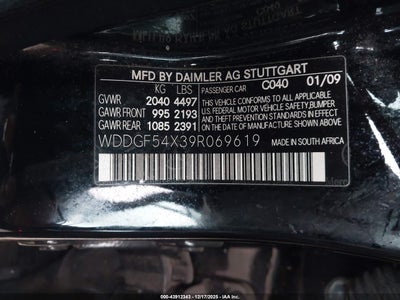 MFD BY DAIMLER AG STUTTGART
KG LBS
GVWR 2040 4497
GAWR FRONT 995 2193
GAWR REAR 1085 2391
PASSENGER CAR C040 01/09
THIS VEHICLE CONFORMS TO ALL APPLICABLE
U.S. FEDERAL MOTOR VEHICLE SAFETY,BUMPER
AND THEFT PREVENTION STANDARDS IN EFFECT
ON THE DATE OF MANUFACTURE SHOWN ABOVE.
WDDGF54X39R069619
MADE IN SOUTH AFRICA
000-43912343 - 12/17/2025 - IAA Inc.